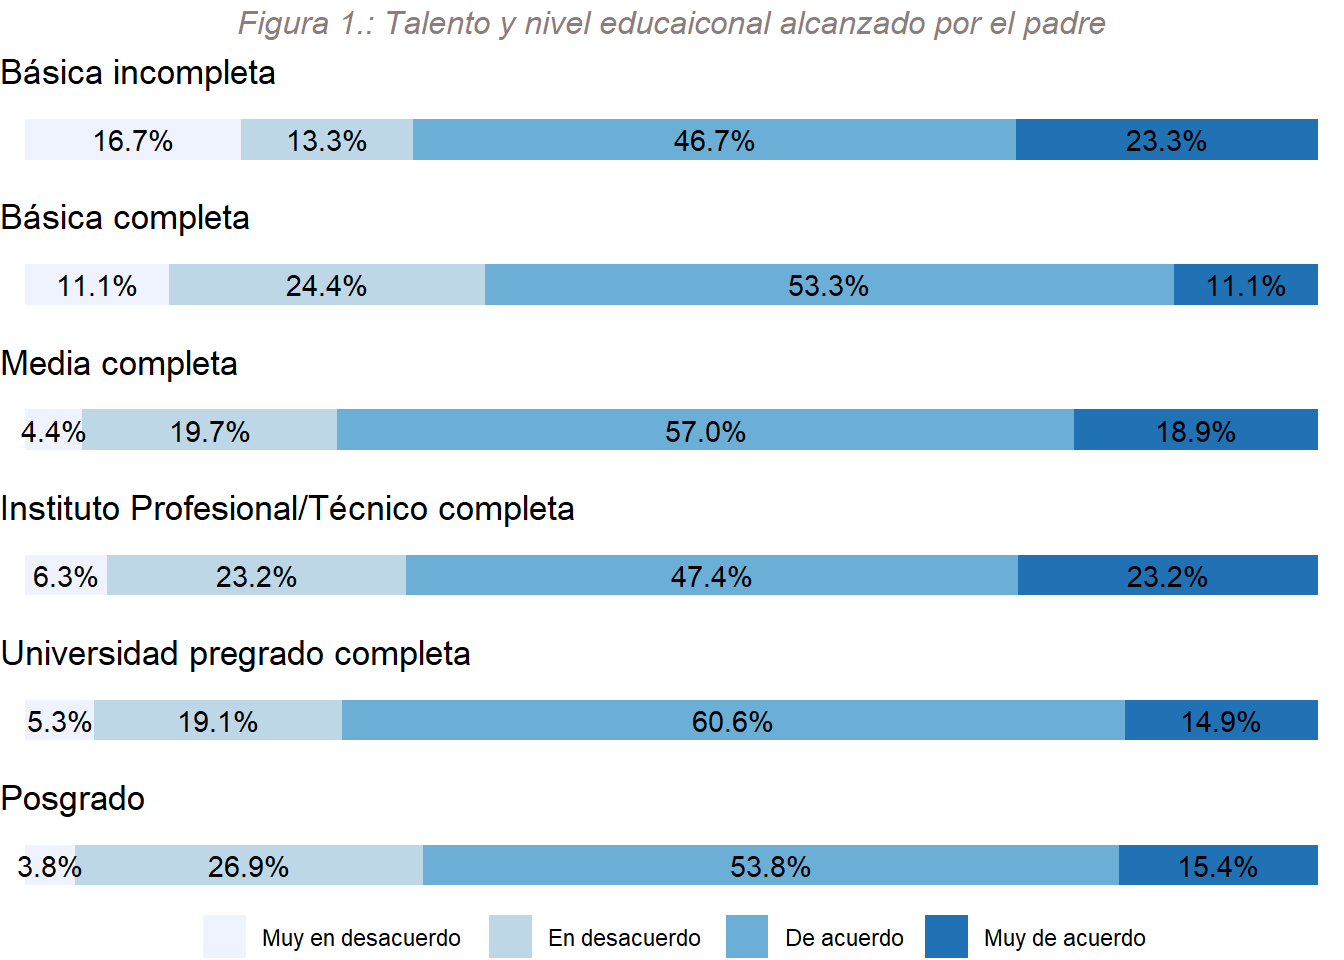 Figura 1.: Talento y nivel educaiconal alcanzado por el padre
Básica incompleta
16.7% 13.3% 46.7% 23.3%
Básica completa
11.1% 24.4% 53.3% 11.1%
Media completa
4.4% 19.7% 57.0% 18.9%
Instituto Profesional/Técnico completa
6.3% 23.2% 47.4% 23.2%
Universidad pregrado completa
5.3% 19.1% 60.6% 14.9%
Posgrado
3.8% 26.9% 53.8% 15.4%
Muy en desacuerdo En desacuerdo De acuerdo Muy de acuerdo